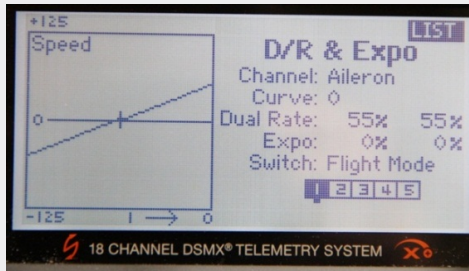 +125
LIST
Speed
D/R & Expo
Channel: Aileron
Curve: 0
0
Dual Rate: 55% 55%
Expo: 0% 0%
Switch: Flight Mode
1 2 3 4 5
-125 1 → 0
18 CHANNEL DSMX® TELEMETRY SYSTEM